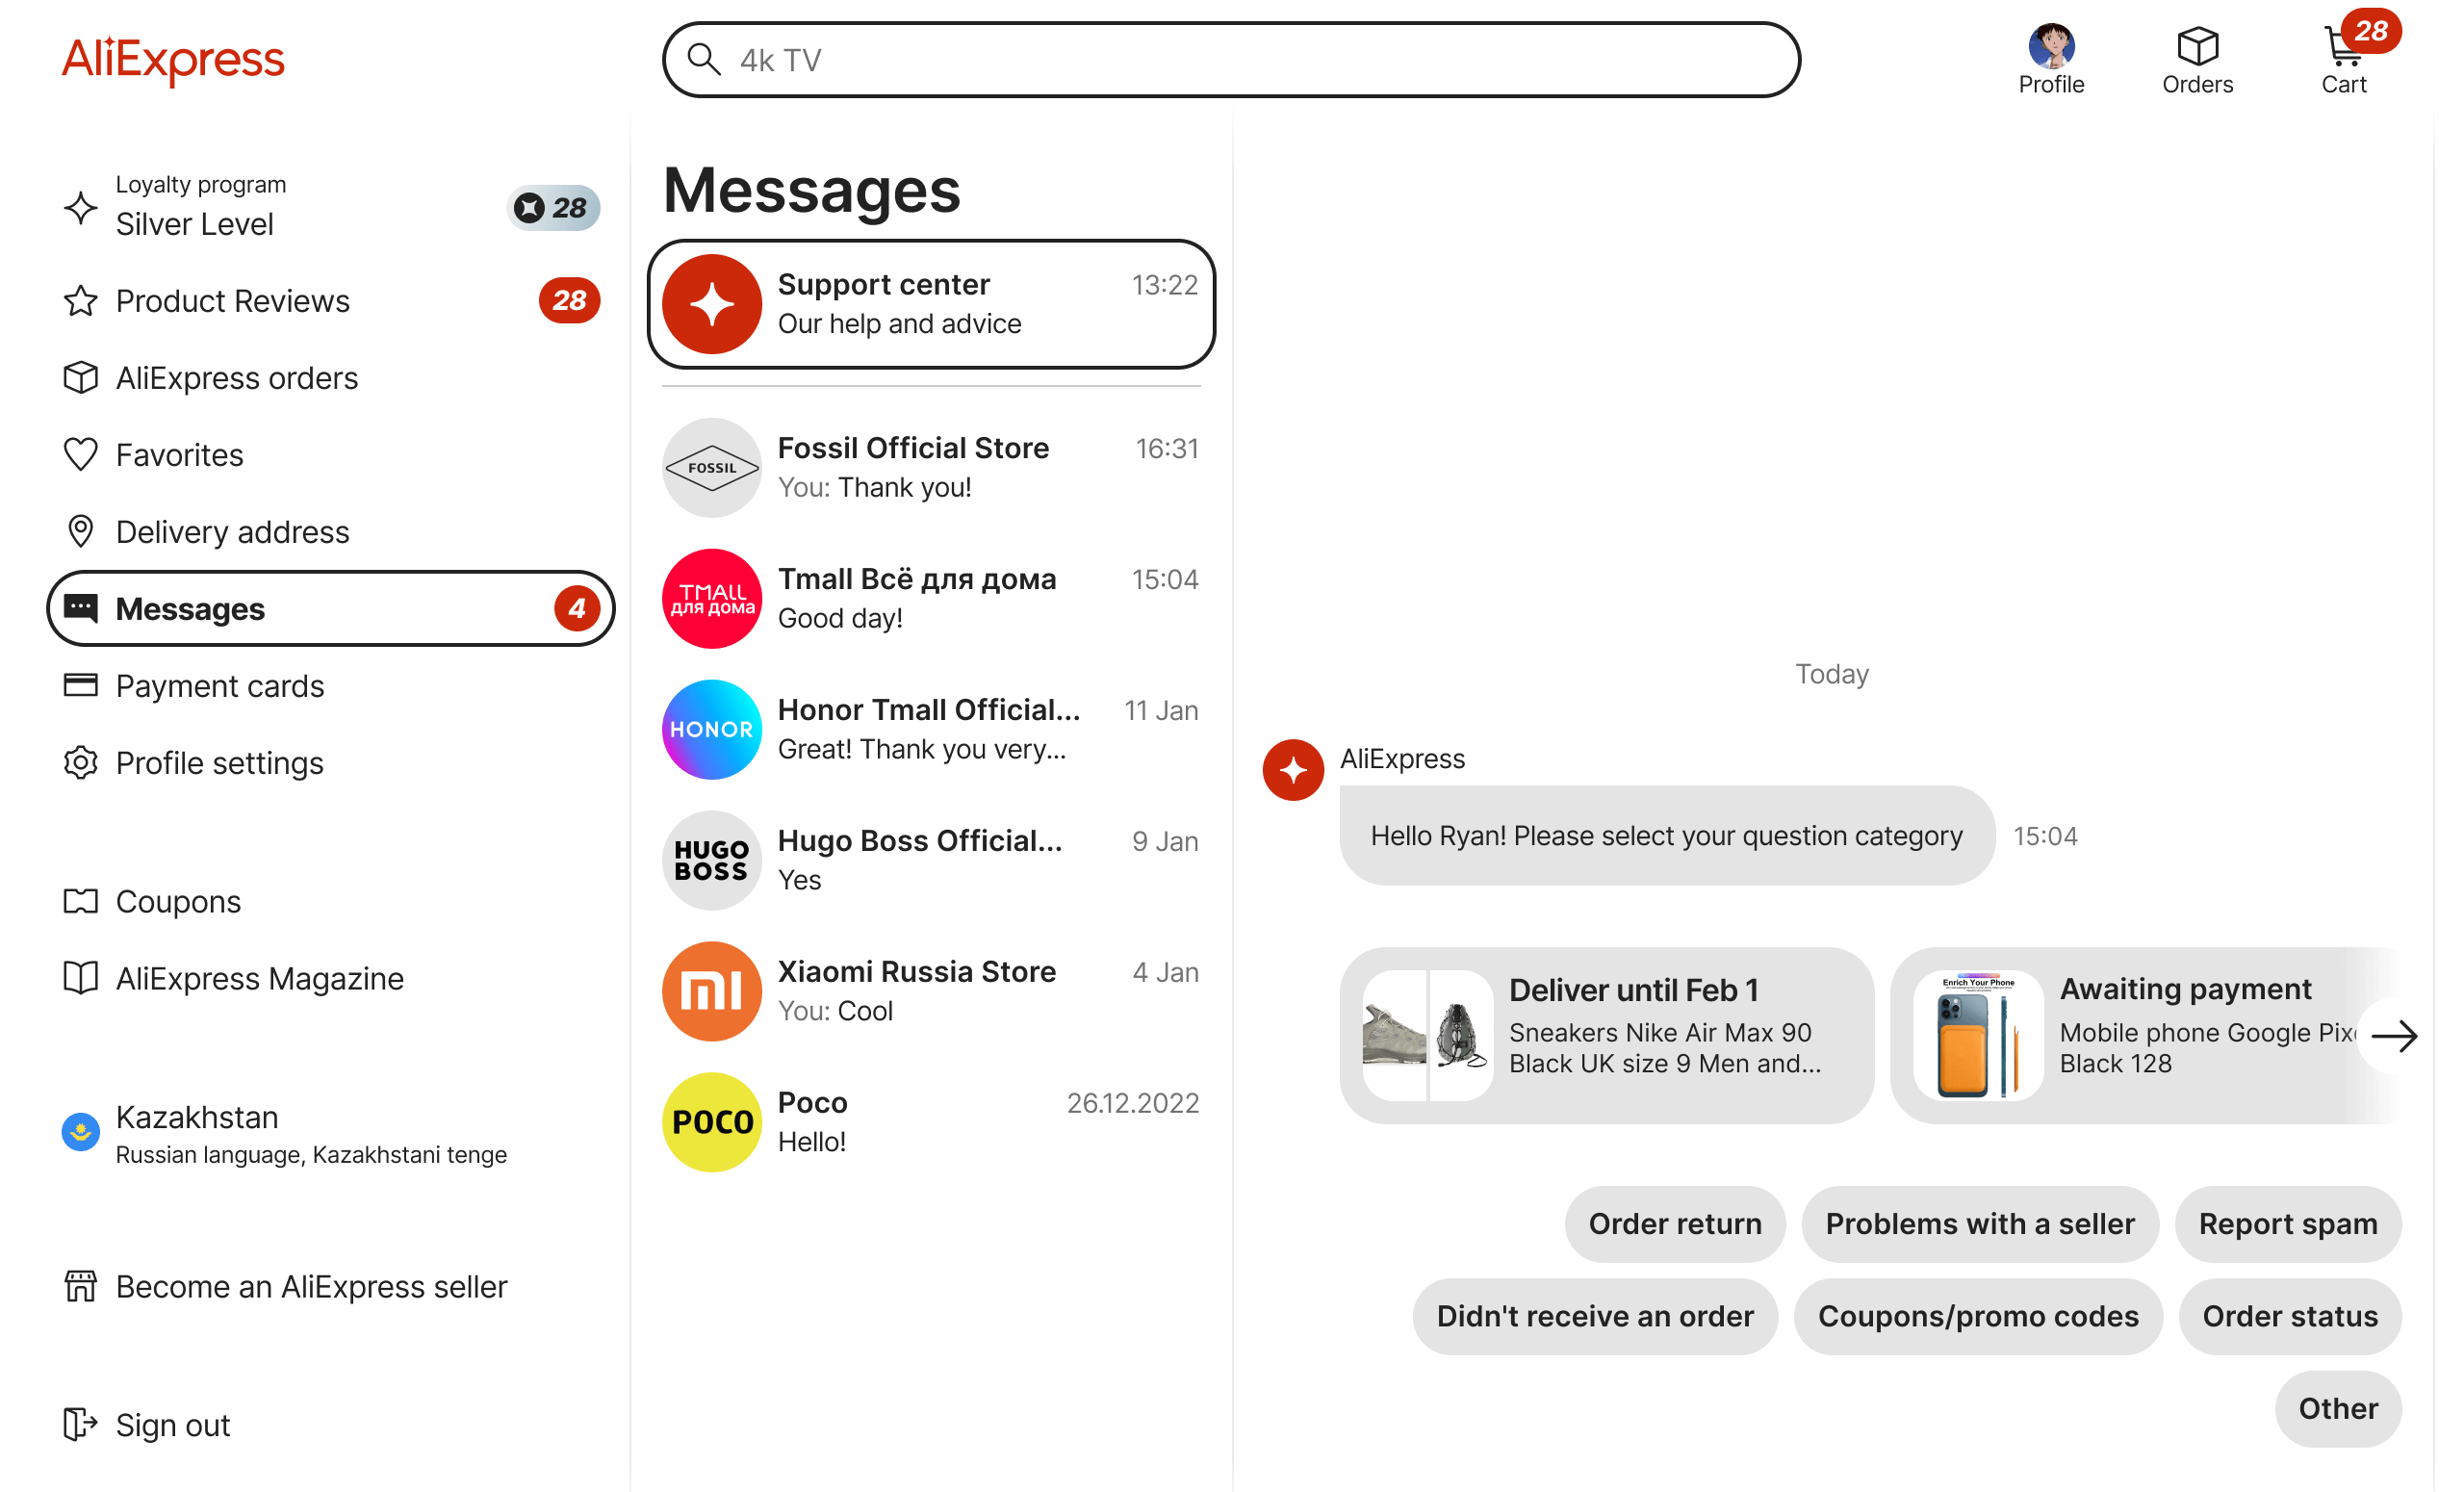 AliExpress
4k TV
Profile
Orders
28
Cart
Loyalty program
Silver Level
28
Product Reviews
28
AliExpress orders
Favorites
Delivery address
Messages
4
Payment cards
Profile settings
Coupons
AliExpress Magazine
Kazakhstan
Russian language, Kazakhstani tenge
Become an AliExpress seller
Sign out
Messages
Support center
13:22
Our help and advice
FOSSIL
Fossil Official Store
16:31
You: Thank you!
TMALL
ДЛЯ ДОМА
Tmall Всё для дома
15:04
Good day!
HONOR
Honor Tmall Official...
11 Jan
Great! Thank you very...
HUGO
BOSS
Hugo Boss Official...
9 Jan
Yes
Xiaomi Russia Store
4 Jan
You: Cool
POCO
Poco
26.12.2022
Hello!
Today
AliExpress
Hello Ryan! Please select your question category
15:04
Deliver until Feb 1
Sneakers Nike Air Max 90
Black UK size 9 Men and...
Enrich Your Phone
Awaiting payment
Mobile phone Google Pix
Black 128
Order return
Problems with a seller
Report spam
Didn't receive an order
Coupons/promo codes
Order status
Other